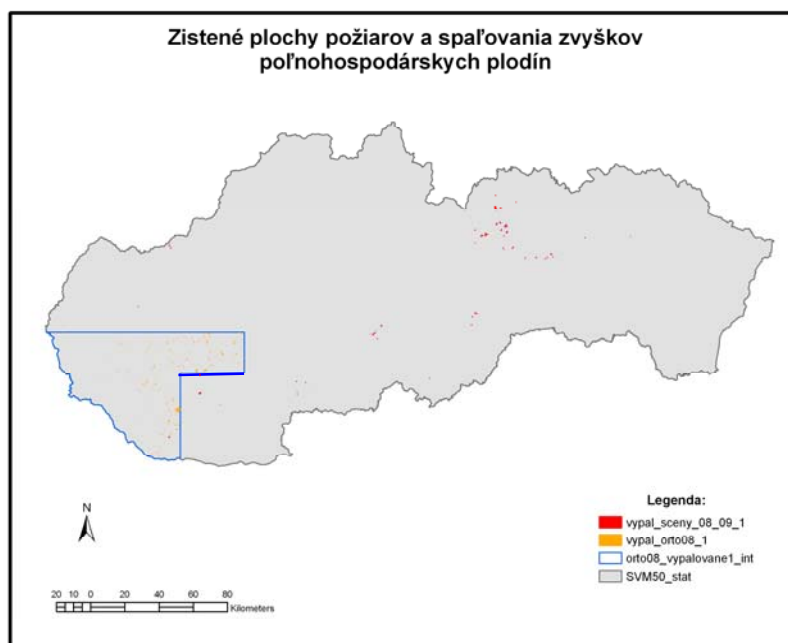 Zistené plochy požiarov a spaľovania zvyškov
poľnohospodárskych plodín
N
Legenda:
vypal_sceny_08_09_1
vypal_orto08_1
orto08_vypalovane1_int
SVM50_stat
20 10 0 20 40 60 80
Kilometers